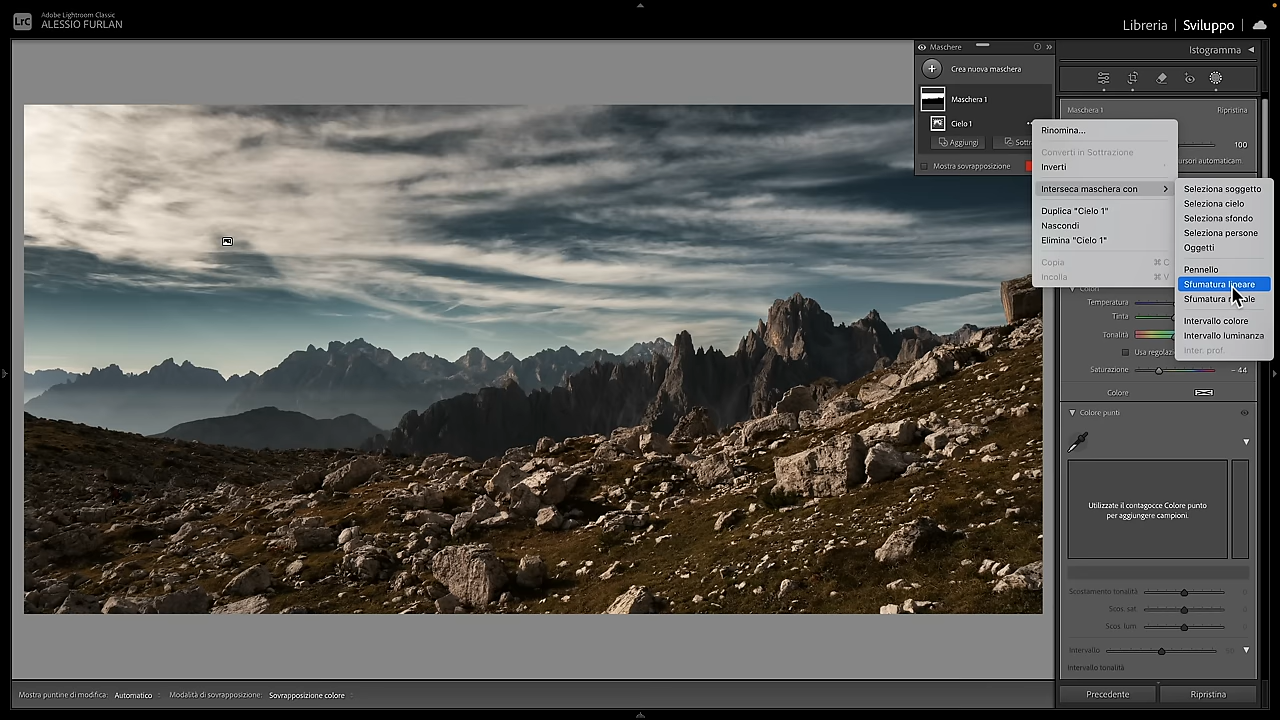 LrC
Adobe Lightroom Classic
ALESSIO FURLAN
Libreria | Sviluppo |
Maschere
Istogramma
Crea nuova maschera
Maschera 1
Cielo 1
Aggiungi
Sottra
Mostra sovrapposizione
Maschera 1 Ripristina
100
cursori automaticam.
Rinomina...
Converti in Sottrazione
Inverti
Interseca maschera con
Duplica "Cielo 1"
Nascondi
Elimina "Cielo 1"
Copia ⌘ C
Incolla ⌘ V
Seleziona soggetto
Seleziona cielo
Seleziona sfondo
Seleziona persone
Oggetti
Pennello
Sfumatura lineare
Sfumatura
Intervallo colore
Intervallo luminanza
Inter. prof.
Colori
Temperatura
Tinta
Tonalità
Usa regolaz
Saturazione - 44
Colore
Colore punti
Utilizzate il contagocce Colore punto
per aggiungere campioni.
Scostamento tonalità
Scos. sat
Scos. lum
Intervallo
Intervallo tonalità
Mostra puntine di modifica: Automatico Modalità di sovrapposizione: Sovrapposizione colore
Precedente Ripristina